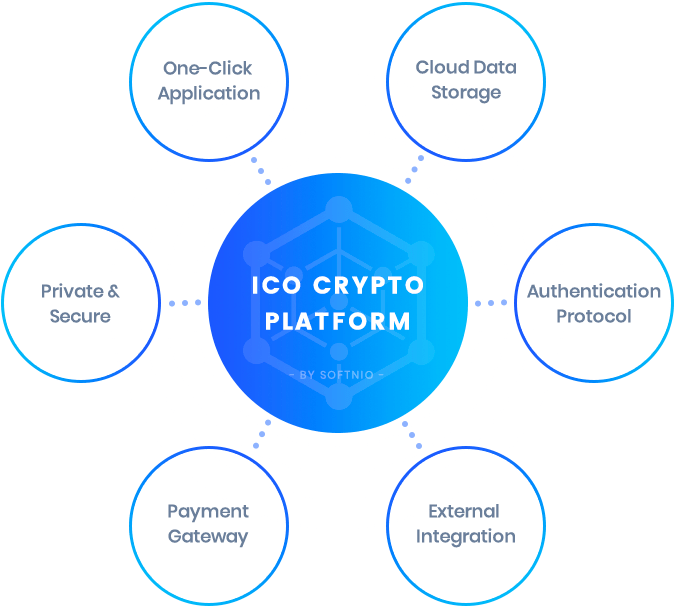 One-Click
Application
Cloud Data
Storage
Private &
Secure
ICO CRYPTO
PLATFORM
- BY SOFTNIO -
Authentication
Protocol
Payment
Gateway
External
Integration